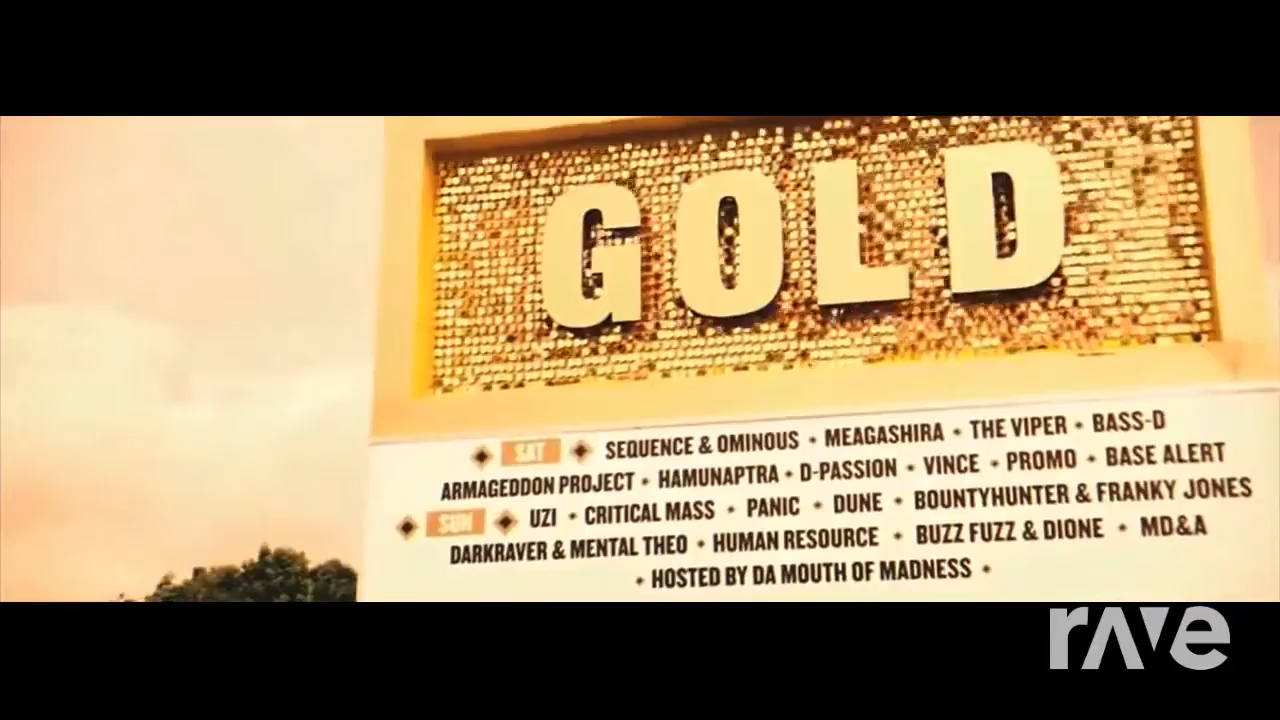 GOLD
SAT SEQUENCE & OMINOUS • MEAGASHIRA • THE VIPER • BASS-D
ARMAGEDDON PROJECT • HAMUNAPTRA • D-PASSION • VINCE • PROMO • BASE ALERT
SUN UZI • CRITICAL MASS • PANIC • DUNE • BOUNTYHUNTER & FRANKY JONES
DARKRAVER & MENTAL THEO • HUMAN RESOURCE • BUZZ FUZZ & DIONE • MD&A
• HOSTED BY DA MOUTH OF MADNESS •
rave